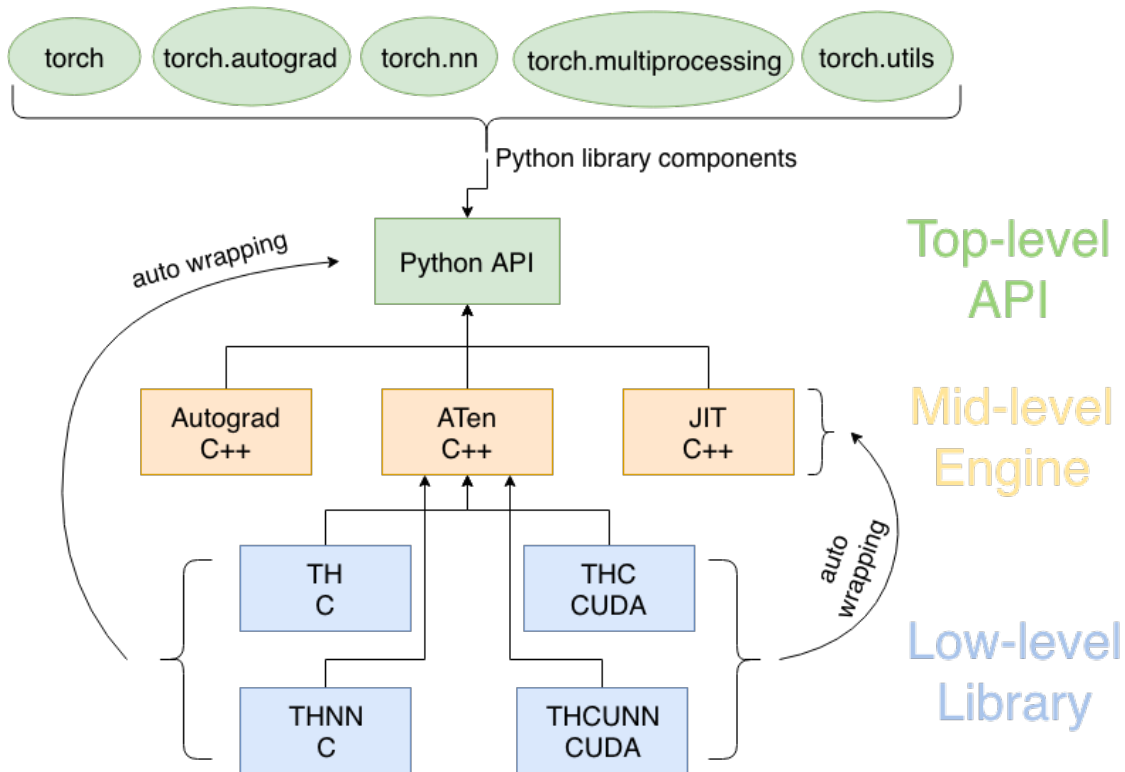 torch
torch.autograd
torch.nn
torch.multiprocessing
torch.utils
Python library components
auto wrapping
Python API
Top-level
API
Autograd
C++
ATen
C++
JIT
C++
Mid-level
Engine
TH
C
THC
CUDA
auto
wrapping
THNN
C
THCUNN
CUDA
Low-level
Library